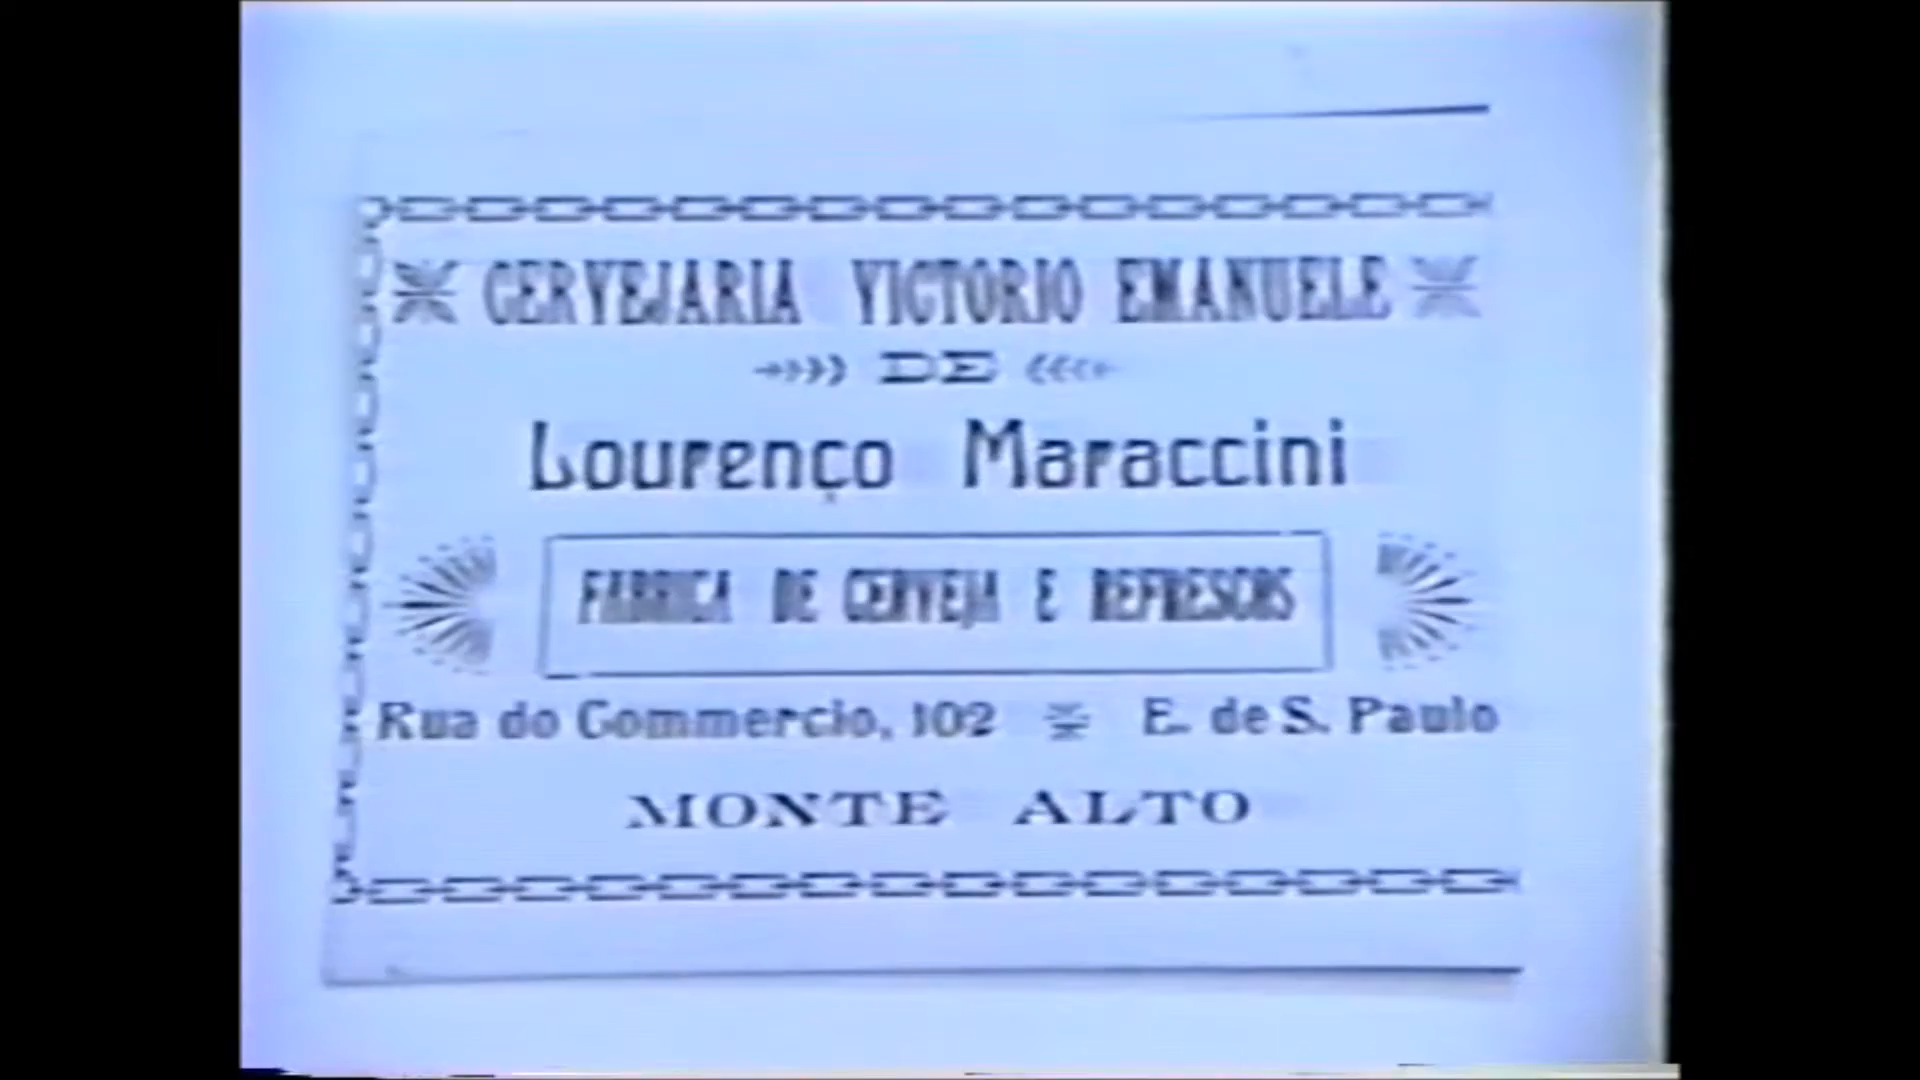 CERVEJARIA VICTORIO EMANUELE
DE
Lourenço Maraccini
FABRICA DE CERVEJA E REFRESCOS
Rua do Commercio, 102 E. de S. Paulo
MONTE ALTO